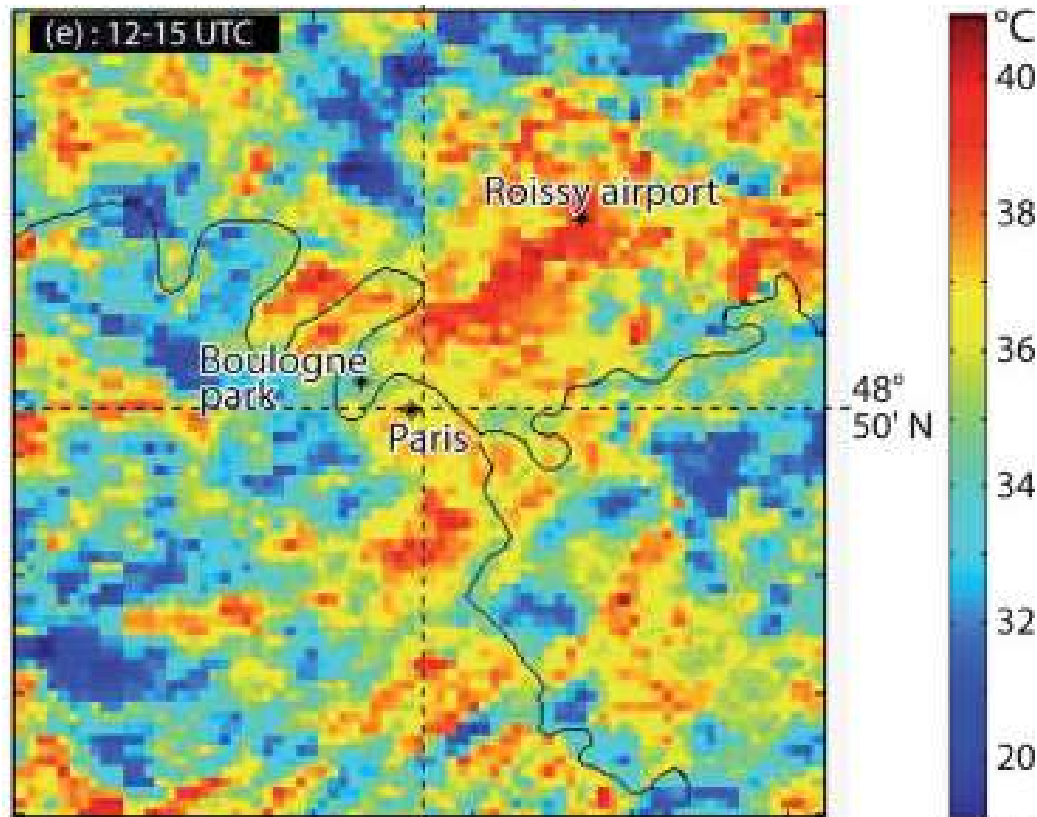 (e) : 12-15 UTC
°C
40
Roissy airport
38
36
Boulogne
park
48°
50' N
Paris
34
32
20